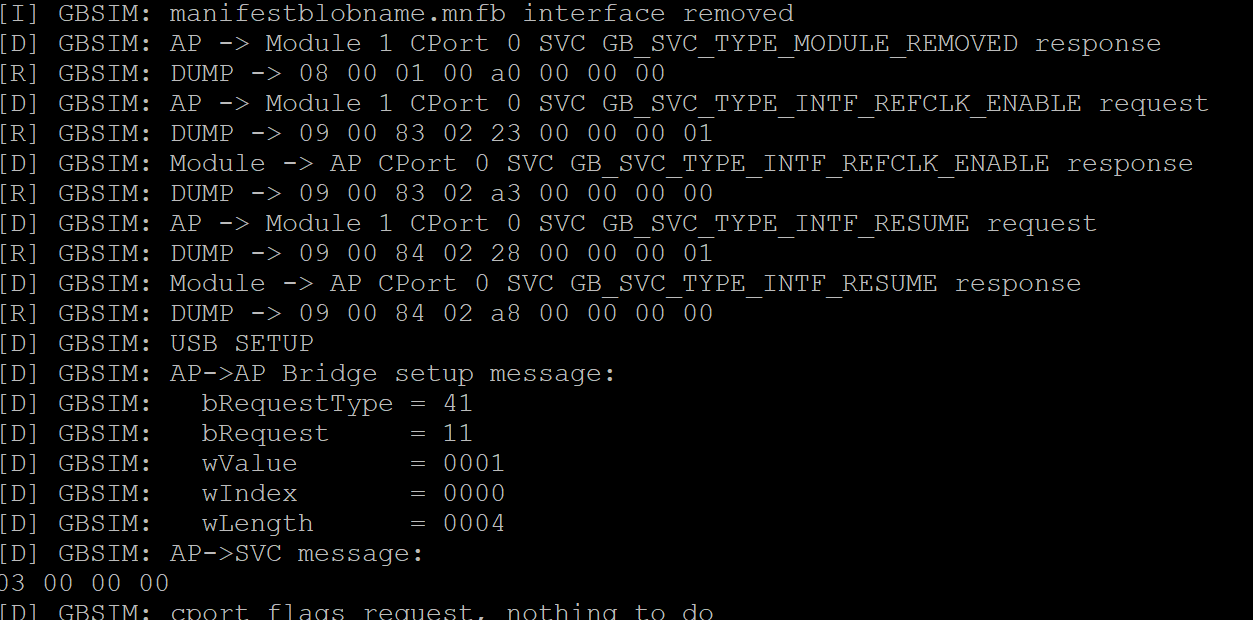 [I] GBSIM: manifestblobname.mnfb interface removed
[D] GBSIM: AP -> Module 1 CPort 0 SVC GB_SVC_TYPE_MODULE_REMOVED response
[R] GBSIM: DUMP -> 08 00 01 00 a0 00 00 00
[D] GBSIM: AP -> Module 1 CPort 0 SVC GB_SVC_TYPE_INTF_REFCLK_ENABLE request
[R] GBSIM: DUMP -> 09 00 83 02 23 00 00 00 01
[D] GBSIM: Module -> AP CPort 0 SVC GB_SVC_TYPE_INTF_REFCLK_ENABLE response
[R] GBSIM: DUMP -> 09 00 83 02 a3 00 00 00 00
[D] GBSIM: AP -> Module 1 CPort 0 SVC GB_SVC_TYPE_INTF_RESUME request
[R] GBSIM: DUMP -> 09 00 84 02 28 00 00 00 01
[D] GBSIM: Module -> AP CPort 0 SVC GB_SVC_TYPE_INTF_RESUME response
[R] GBSIM: DUMP -> 09 00 84 02 a8 00 00 00 00
[D] GBSIM: USB SETUP
[D] GBSIM: AP->AP Bridge setup message:
[D] GBSIM:   bRequestType = 41
[D] GBSIM:   bRequest     = 11
[D] GBSIM:   wValue       = 0001
[D] GBSIM:   wIndex       = 0000
[D] GBSIM:   wLength      = 0004
[D] GBSIM: AP->SVC message:
03 00 00 00
[D] GBSIM: cport flags request, nothing to do